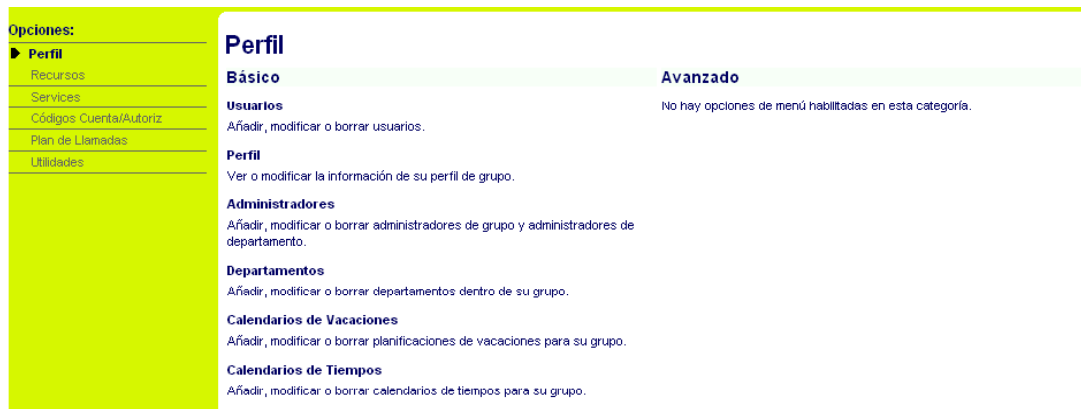 Opciones:
Perfil
Recursos
Services
Códigos Cuenta/Autoriz
Plan de Llamadas
Utilidades
Perfil
Básico
Usuarios
Añadir, modificar o borrar usuarios.
Perfil
Ver o modificar la información de su perfil de grupo.
Administradores
Añadir, modificar o borrar administradores de grupo y administradores de
departamento.
Departamentos
Añadir, modificar o borrar departamentos dentro de su grupo.
Calendarios de Vacaciones
Añadir, modificar o borrar planificaciones de vacaciones para su grupo.
Calendarios de Tiempos
Añadir, modificar o borrar calendarios de tiempos para su grupo.
Avanzado
No hay opciones de menú habilitadas en esta categoría.